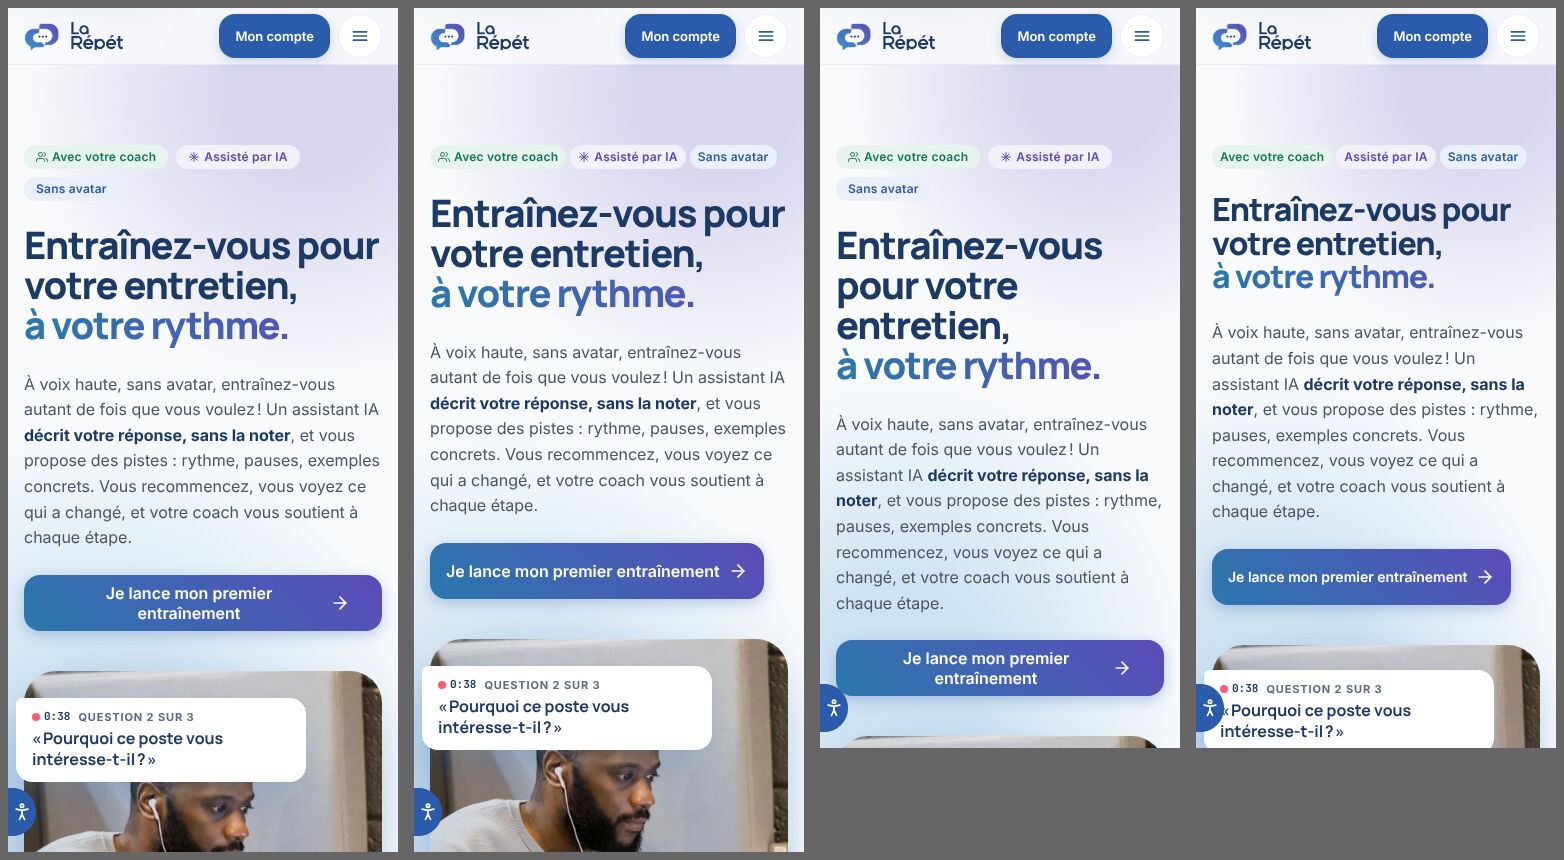 La
Répét
Mon compte
Avec votre coach
Assisté par IA
Sans avatar
Entraînez-vous pour
votre entretien,
à votre rythme.
À voix haute, sans avatar, entraînez-vous
autant de fois que vous voulez ! Un assistant IA
décrit votre réponse, sans la noter, et vous
propose des pistes : rythme, pauses, exemples
concrets. Vous recommencez, vous voyez ce
qui a changé, et votre coach vous soutient à
chaque étape.
Je lance mon premier
entraînement
0:38 QUESTION 2 SUR 3
« Pourquoi ce poste vous
intéresse-t-il ? »
La
Répét
Mon compte
Avec votre coach
Assisté par IA
Sans avatar
Entraînez-vous pour
votre entretien,
à votre rythme.
À voix haute, sans avatar, entraînez-vous
autant de fois que vous voulez ! Un assistant IA
décrit votre réponse, sans la noter, et vous
propose des pistes : rythme, pauses, exemples
concrets. Vous recommencez, vous voyez ce
qui a changé, et votre coach vous soutient à
chaque étape.
Je lance mon premier entraînement
0:38 QUESTION 2 SUR 3
« Pourquoi ce poste vous
intéresse-t-il ? »
La
Répét
Mon compte
Avec votre coach
Assisté par IA
Sans avatar
Entraînez-vous
pour votre
entretien,
à votre rythme.
À voix haute, sans avatar, entraînez-vous
autant de fois que vous voulez ! Un
assistant IA décrit votre réponse, sans la
noter, et vous propose des pistes : rythme,
pauses, exemples concrets. Vous
recommencez, vous voyez ce qui a
changé, et votre coach vous soutient à
chaque étape.
Je lance mon premier
entraînement
La
Répét
Mon compte
Avec votre coach
Assisté par IA
Sans avatar
Entraînez-vous pour
votre entretien,
à votre rythme.
À voix haute, sans avatar, entraînez-vous
autant de fois que vous voulez ! Un
assistant IA décrit votre réponse, sans la
noter, et vous propose des pistes : rythme,
pauses, exemples concrets. Vous
recommencez, vous voyez ce qui a
changé, et votre coach vous soutient à
chaque étape.
Je lance mon premier entraînement
0:38 QUESTION 2 SUR 3
« Pourquoi ce poste vous
intéresse-t-il ? »